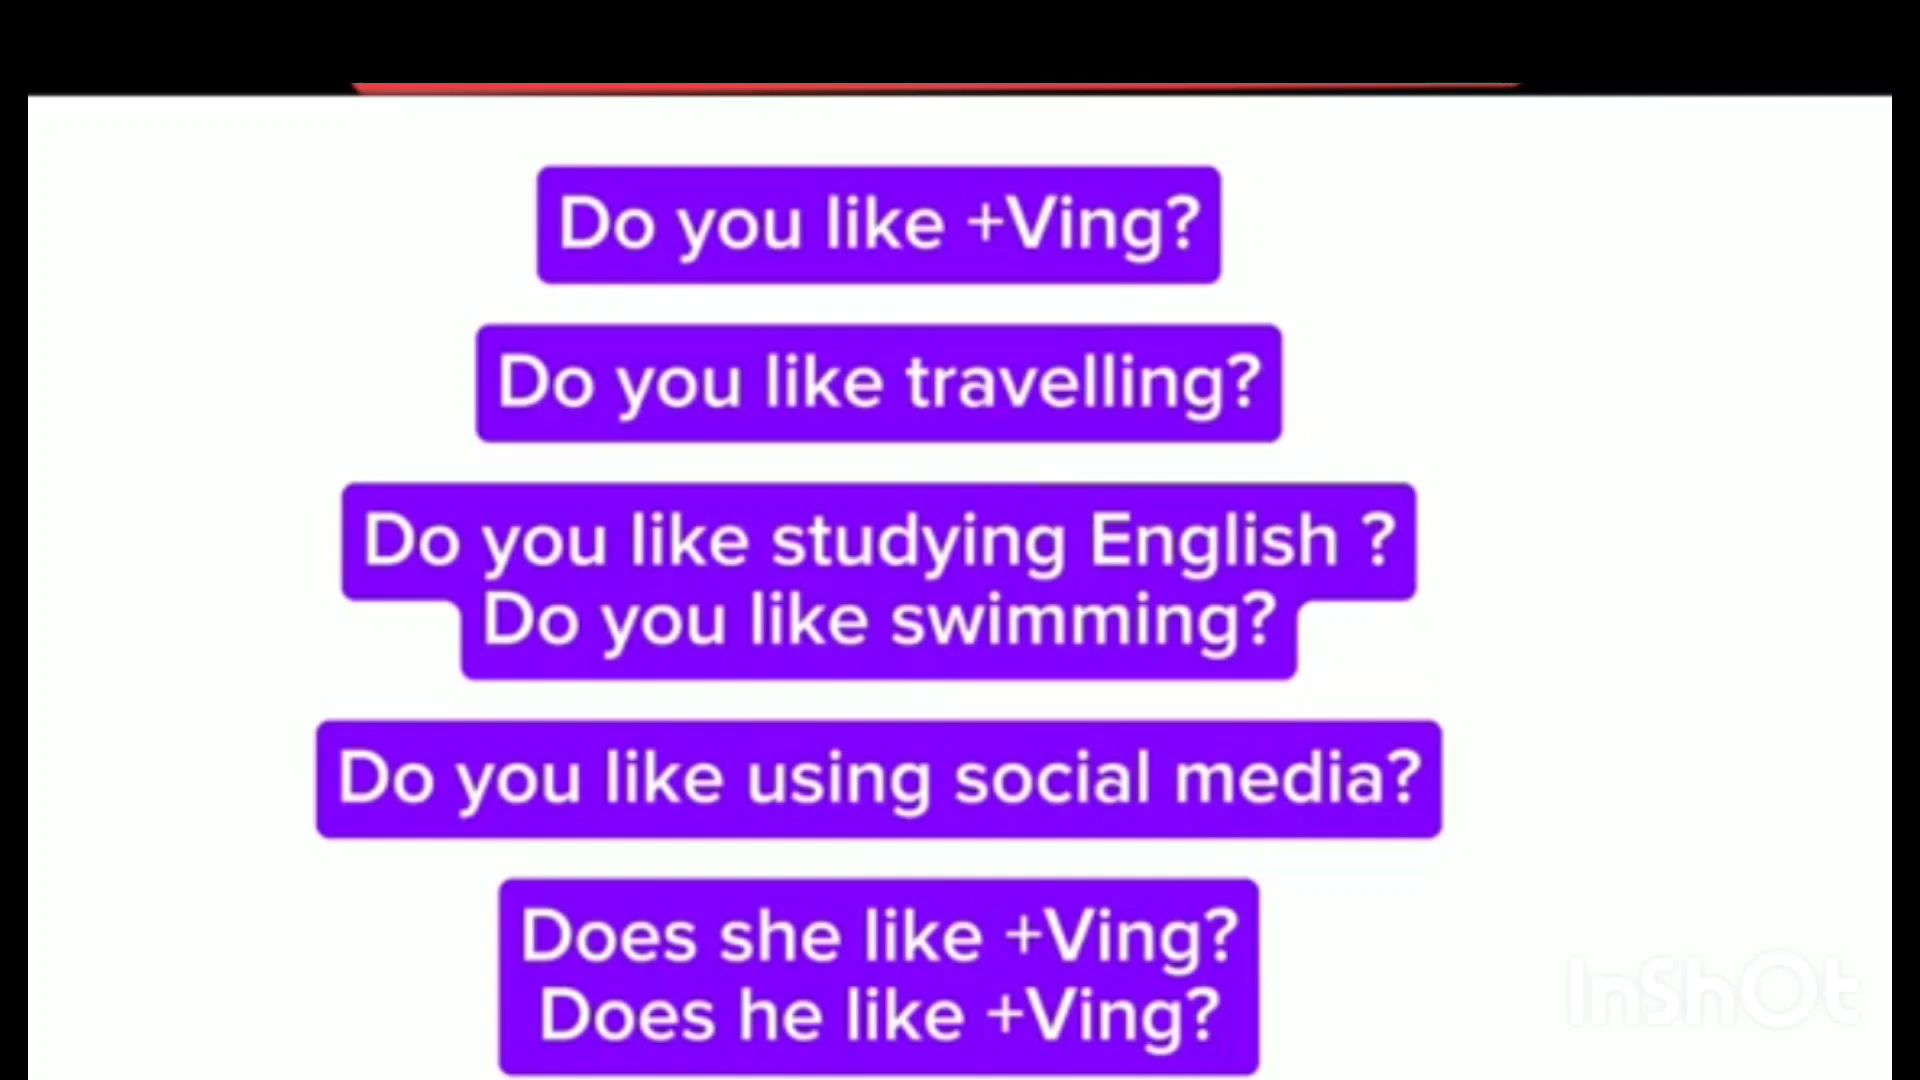 Do you like +Ving?
Do you like travelling?
Do you like studying English ?
Do you like swimming?
Do you like using social media?
Does she like +Ving?
Does he like +Ving?
InShOt